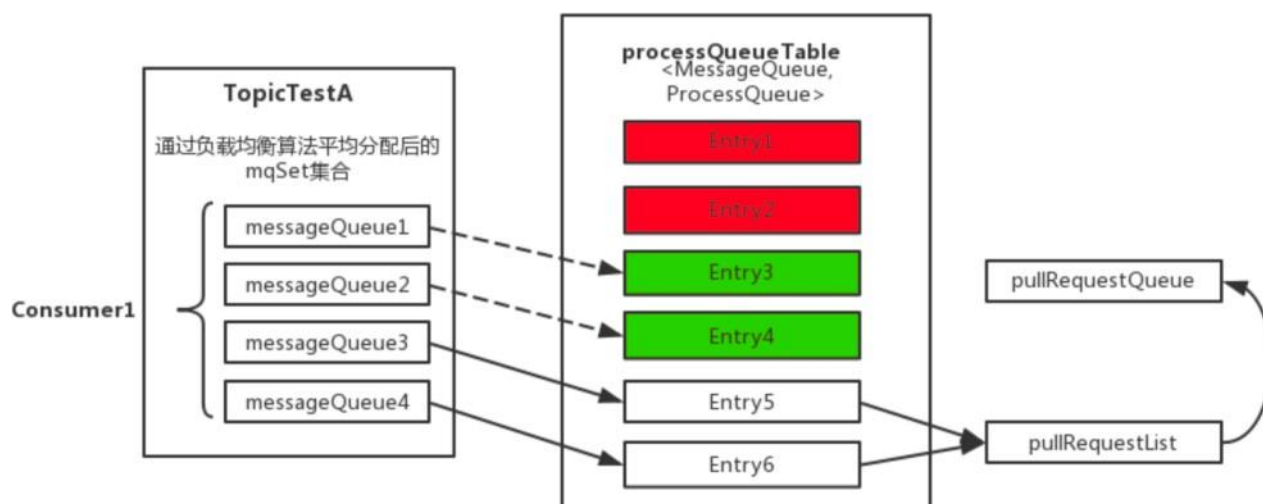 Consumer1
TopicTestA
通过负载均衡算法平均分配后的
mqSet集合
messageQueue1
messageQueue2
messageQueue3
messageQueue4
processQueueTable
<MessageQueue,
ProcessQueue>
Entry1
Entry2
Entry3
Entry4
Entry5
Entry6
pullRequestQueue
pullRequestList